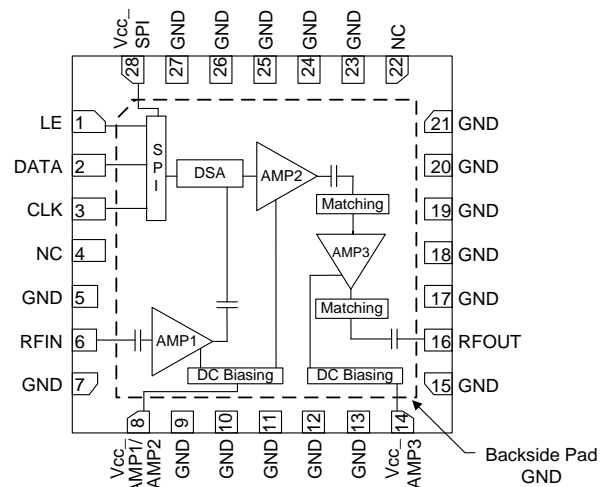 Vcc_
SPI
GND
GND
GND
GND
GND
NC
28
27
26
25
24
23
22
LE
1
DATA
2
CLK
3
NC
4
GND
5
RFIN
6
GND
7
S
P
I
DSA
AMP2
Matching
AMP3
Matching
AMP1
DC Biasing
DC Biasing
21
GND
20
GND
19
GND
18
GND
17
GND
16
RFOUT
15
GND
8
9
10
11
12
13
14
Vcc_
AMP1/
AMP2
GND
GND
GND
GND
GND
Vcc_
AMP3
Backside Pad
GND